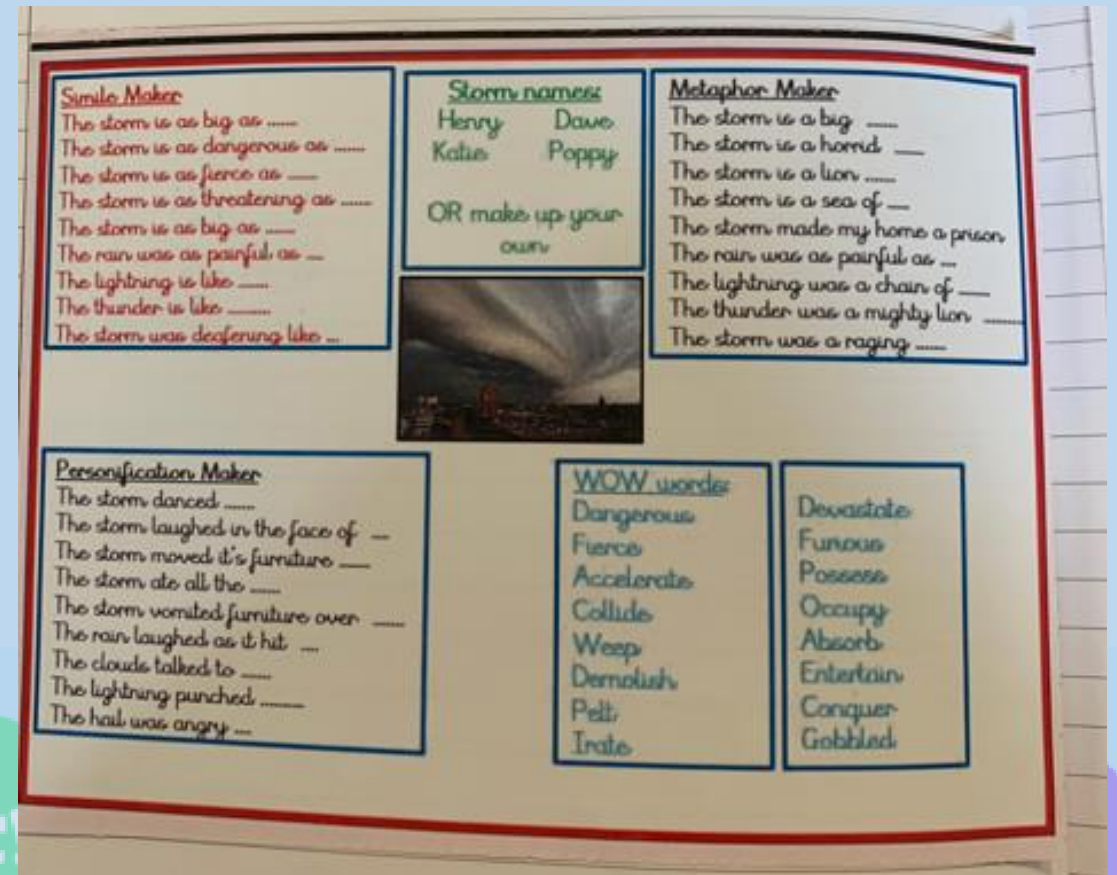 Simile Maker
The storm is as big as ......
The storm is as dangerous as ......
The storm is as fierce as .....
The storm is as threatening as ......
The storm is as big as ......
The rain was as painful as ...
The lightning is like ......
The thunder is like ........
The storm was deafening like ...
Storm names:
Henry Dave
Katie Poppy
OR make up your
own
Metaphor Maker
The storm is a big .....
The storm is a horrid ....
The storm is a lion ......
The storm is a sea of ....
The storm made my home a prison
The rain was as painful as ...
The lightning was a chain of .....
The thunder was a mighty lion .......
The storm was a raging ......
Personification Maker
The storm danced ......
The storm laughed in the face of ...
The storm moved it's furniture .....
The storm ate all the ......
The storm vomited furniture over ......
The rain laughed as it hit ...
The clouds talked to ......
The lightning punched ........
The hail was angry ...
WOW words:
Dangerous
Fierce
Accelerate
Collide
Weep
Demolish
Pelt
Irate
Devastate
Furious
Possess
Occupy
Absorb
Entertain
Conquer
Gobbled